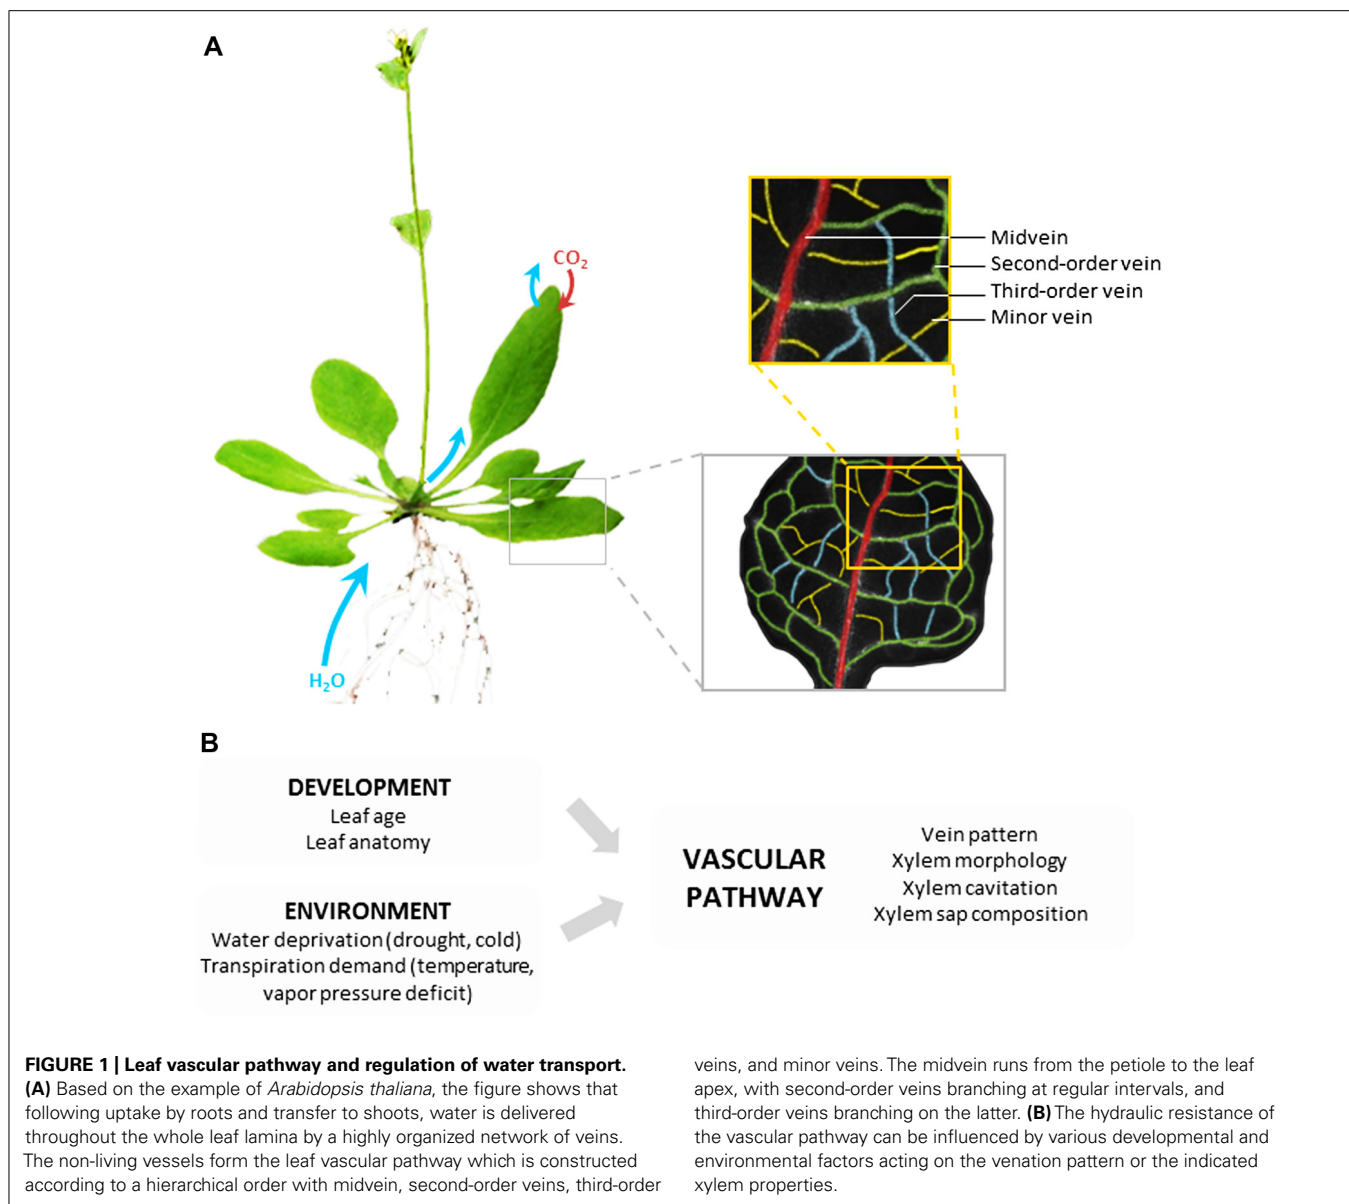 A
CO₂
H₂O
Midvein
Second-order vein
Third-order vein
Minor vein
B
DEVELOPMENT
Leaf age
Leaf anatomy
ENVIRONMENT
Water deprivation (drought, cold)
Transpiration demand (temperature,
vapor pressure deficit)
VASCULAR
PATHWAY
Vein pattern
Xylem morphology
Xylem cavitation
Xylem sap composition
FIGURE 1 | Leaf vascular pathway and regulation of water transport.
(A) Based on the example of Arabidopsis thaliana, the figure shows that
following uptake by roots and transfer to shoots, water is delivered
throughout the whole leaf lamina by a highly organized network of veins.
The non-living vessels form the leaf vascular pathway which is constructed
according to a hierarchical order with midvein, second-order veins, third-order
veins, and minor veins. The midvein runs from the petiole to the leaf
apex, with second-order veins branching at regular intervals, and
third-order veins branching on the latter. (B) The hydraulic resistance of
the vascular pathway can be influenced by various developmental and
environmental factors acting on the venation pattern or the indicated
xylem properties.